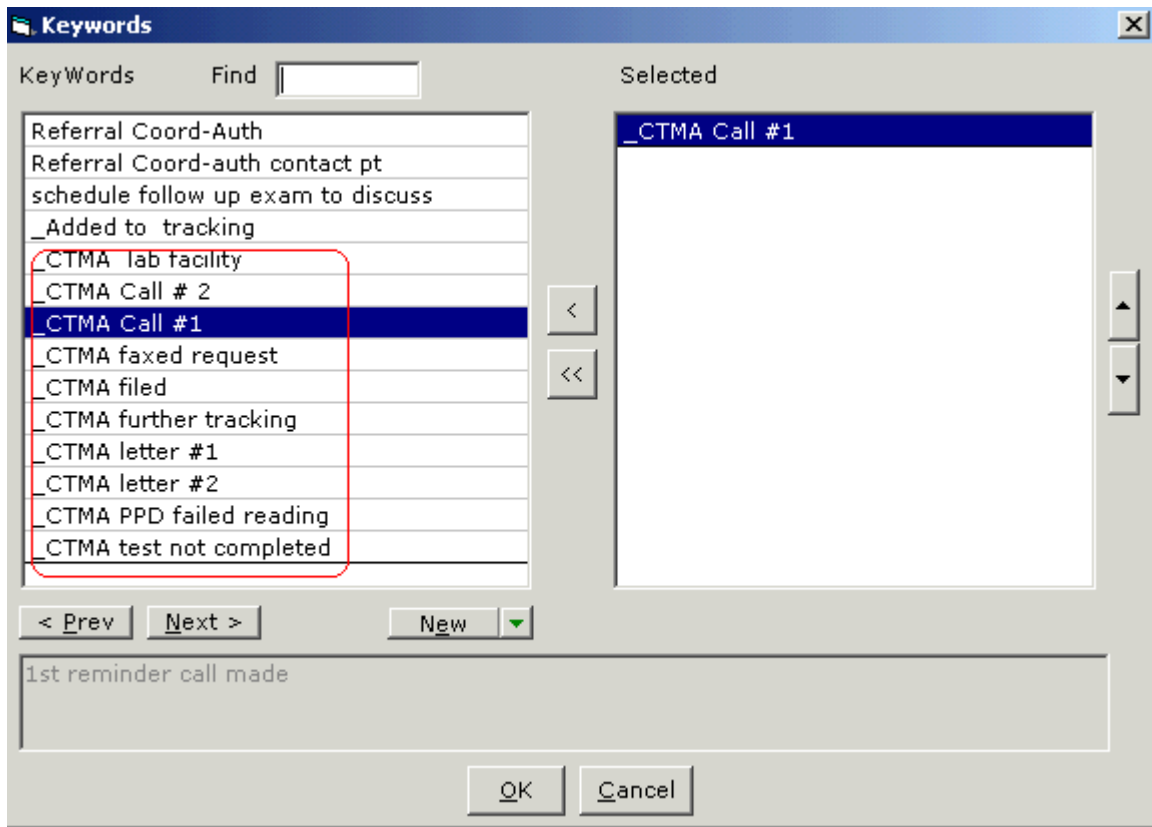 Keywords
KeyWords Find Selected
Referral Coord-Auth
Referral Coord-auth contact pt
schedule follow up exam to discuss
_Added to  tracking
_CTMA  lab facility
_CTMA Call # 2
_CTMA Call #1
_CTMA faxed request
_CTMA filed
_CTMA further tracking
_CTMA letter #1
_CTMA letter #2
_CTMA PPD failed reading
_CTMA test not completed
_CTMA Call #1
<
<<
< Prev Next > New
1st reminder call made
OK Cancel